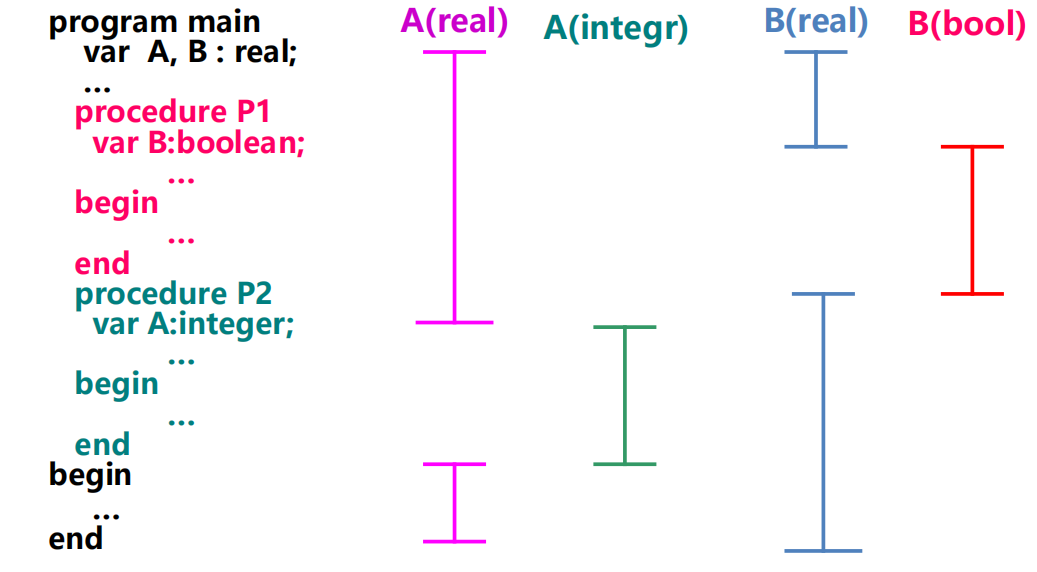 program main
var A, B : real;
...
procedure P1
var B:boolean;
...
begin
...
end
procedure P2
var A:integer;
...
begin
...
end
begin
...
end
A(real)
A(integr)
B(real)
B(bool)